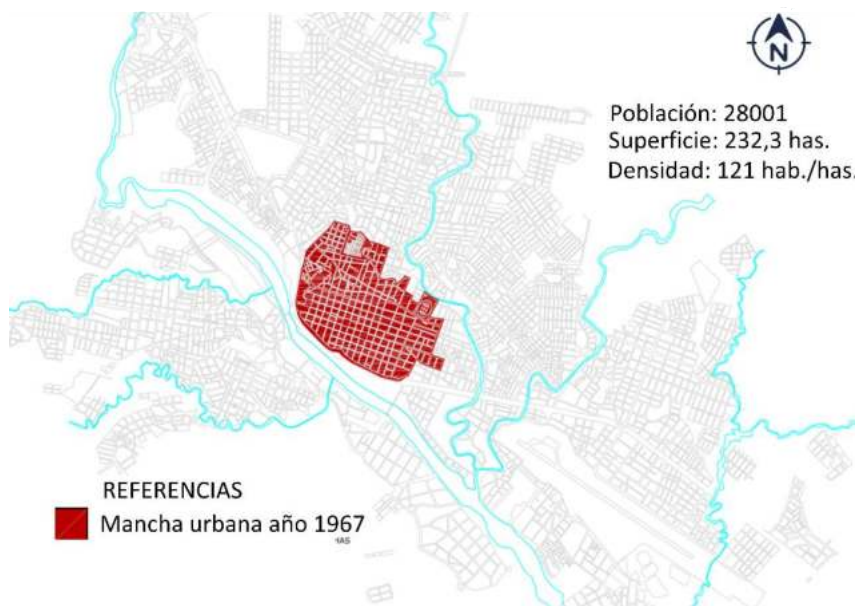 N
Población: 28001
Superficie: 232,3 has.
Densidad: 121 hab./has.
REFERENCIAS
Mancha urbana año 1967